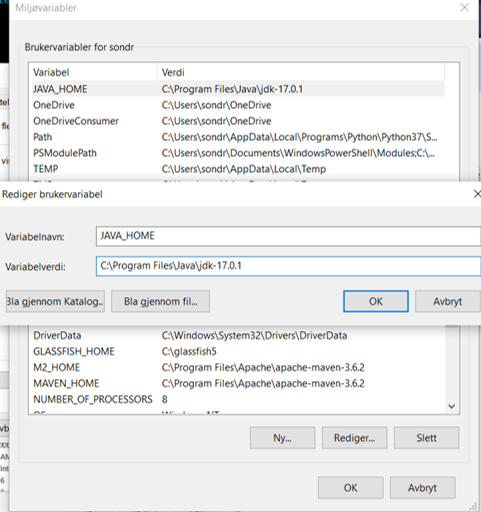 Miljøvariabler
Brukervariabler for sondr
Variabel Verdi
JAVA_HOME C:\Program Files\Java\jdk-17.0.1
OneDrive C:\Users\sondr\OneDrive
OneDriveConsumer C:\Users\sondr\OneDrive
Path C:\Users\sondr\AppData\Local\Programs\Python\Python37\S...
PSModulePath C:\Users\sondr\Documents\WindowsPowerShell\Modules;C:\...
TEMP C:\Users\sondr\AppData\Local\Temp
Rediger brukervariabel
Variabelnavn: JAVA_HOME
Variabelverdi: C:\Program Files\Java\jdk-17.0.1
Bla gjennom Katalog.. Bla gjennom fil... OK Avbryt
DriverData C:\Windows\System32\Drivers\DriverData
GLASSFISH_HOME C:\glassfish5
M2_HOME C:\Program Files\Apache\apache-maven-3.6.2
MAVEN_HOME C:\Program Files\Apache\apache-maven-3.6.2
NUMBER_OF_PROCESSORS 8
Ny... Rediger... Slett
OK Avbryt